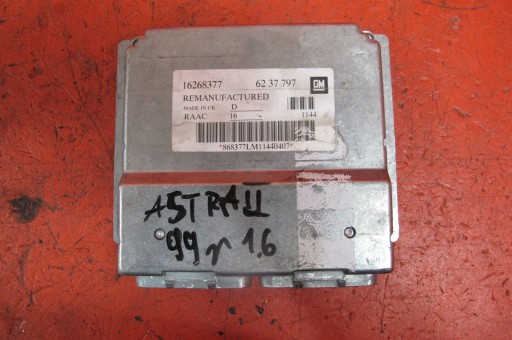 16268377 62 37 797
GM
REMANUFACTURED
MADE IN UK D
RAAC 16 1144
*868377LM11440407*
ASTRA II
99 r 1.6